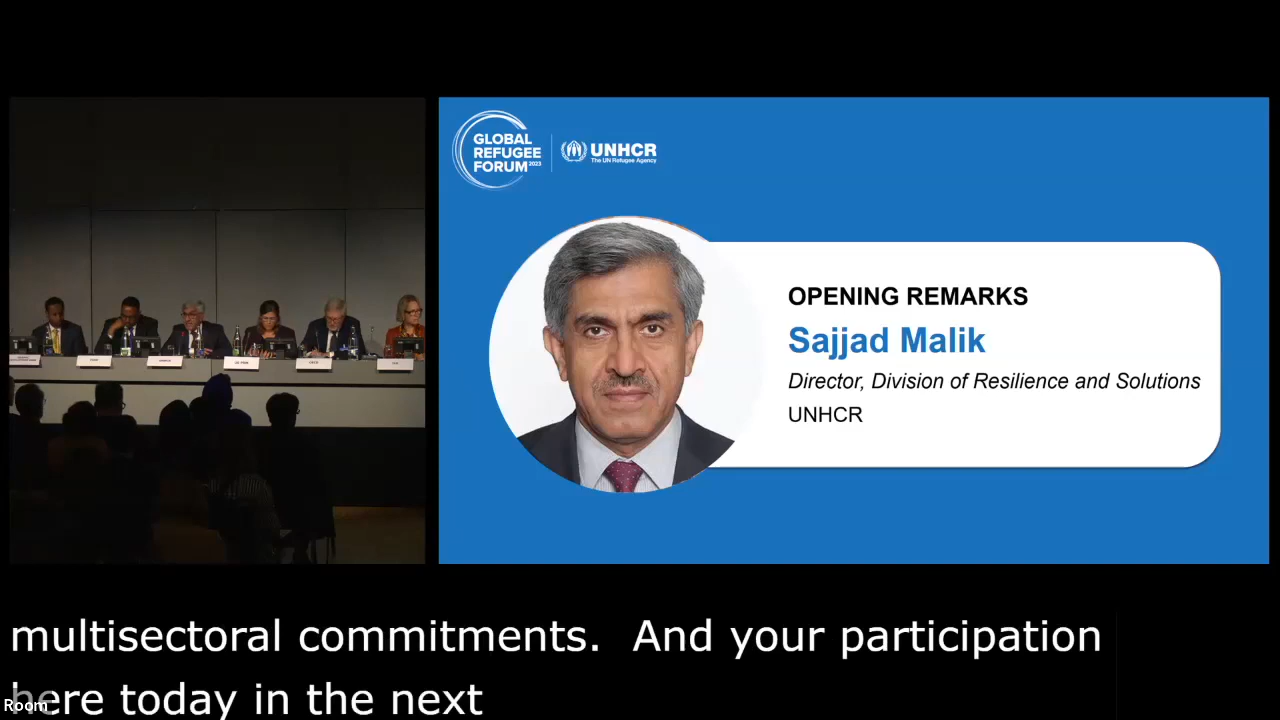 GLOBAL
REFUGEE
FORUM 2023
UNHCR
The UN Refugee Agency
OPENING REMARKS
Sajjad Malik
Director, Division of Resilience and Solutions
UNHCR
multisectoral commitments.  And your participation
here today in the next
Room